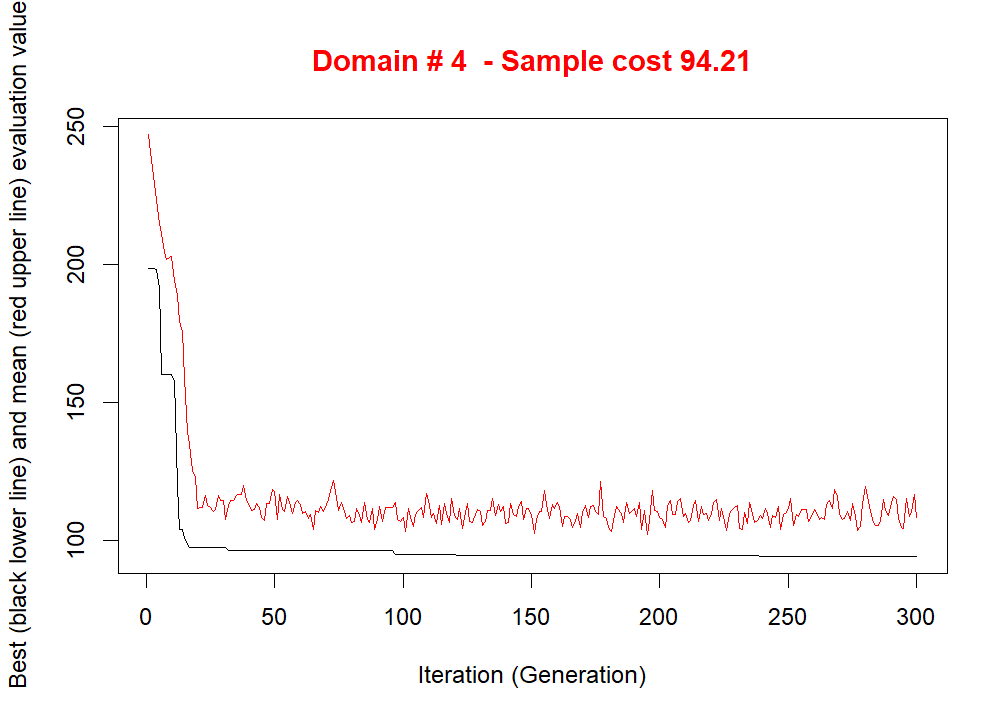 Domain # 4  - Sample cost 94.21
Best (black lower line) and mean (red upper line) evaluation value
250
200
150
100
0 50 100 150 200 250 300
Iteration (Generation)